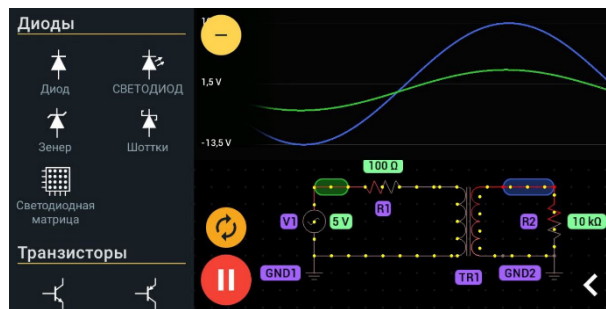 Диоды
Диод
СВЕТОДИОД
Зенер
Шоттки
Светодиодная
матрица
Транзисторы
1,5 V
-13,5 V
100 Ω
R1
V1
5 V
R2
10 kΩ
GND1
TR1
GND2